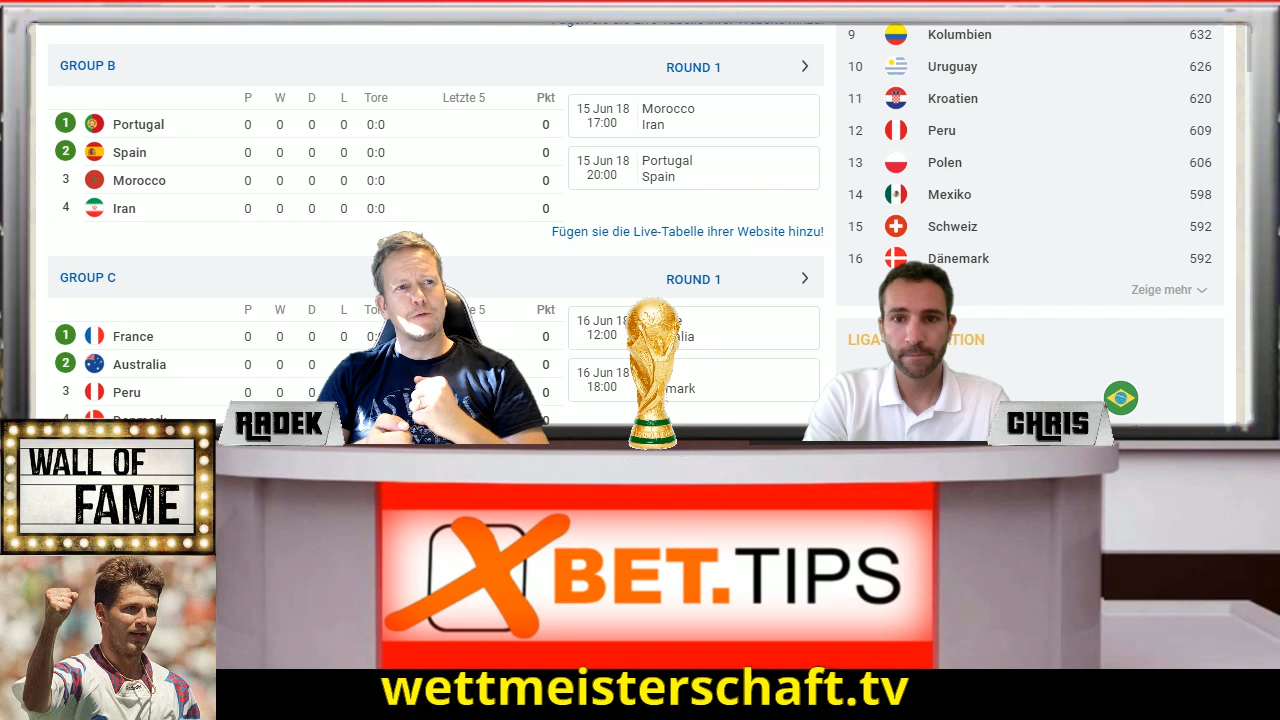 Fügen sie die Live-Tabelle ihrer Website hinzu!
GROUP B ROUND 1
P W D L Tore Letzte 5 Pkt
1 Portugal 0 0 0 0 0:0 0
2 Spain 0 0 0 0 0:0 0
3 Morocco 0 0 0 0 0:0 0
4 Iran 0 0 0 0 0:0 0
15 Jun 18 Morocco
17:00 Iran
15 Jun 18 Portugal
20:00 Spain
Fügen sie die Live-Tabelle ihrer Website hinzu!
GROUP C ROUND 1
P W D L 5 Pkt
1 France 0 0 0 0
2 Australia 0 0 0
3 Peru 0 0 0
4 0
16 Jun 18
12:00
16 Jun 18
18:00
9 Kolumbien 632
10 Uruguay 626
11 Kroatien 620
12 Peru 609
13 Polen 606
14 Mexiko 598
15 Schweiz 592
16 Dänemark 592
Zeige mehr
RADEK
CHRIS
WALL OF
FAME
XBET.TIPS
wettmeisterschaft.tv